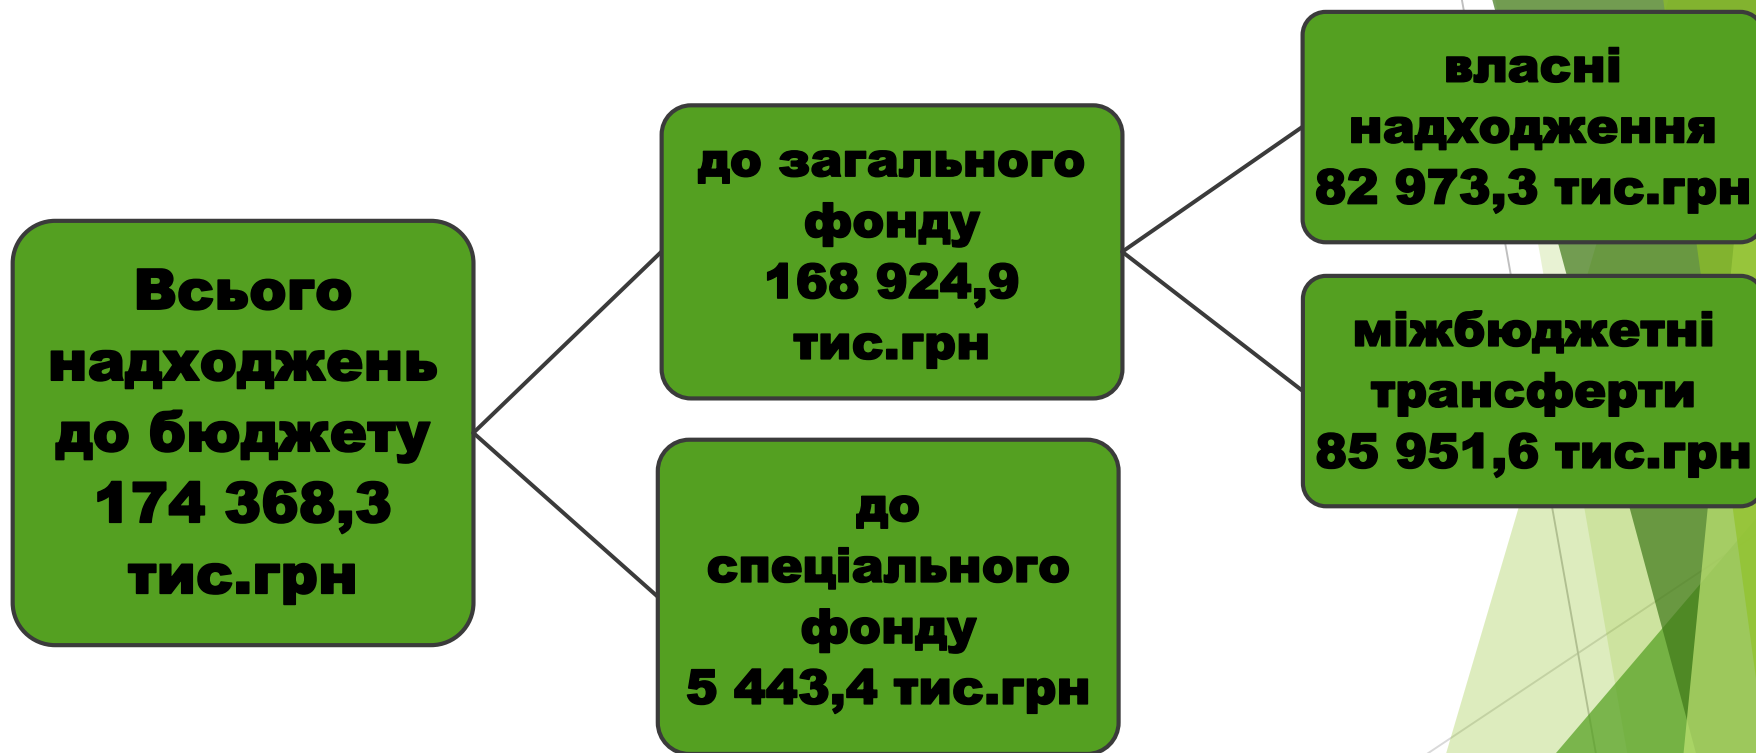 Всього
надходжень
до бюджету
174 368,3
тис.грн
до загального
фонду
168 924,9
тис.грн
до
спеціального
фонду
5 443,4 тис.грн
власні
надходження
82 973,3 тис.грн
міжбюджетні
трансферти
85 951,6 тис.грн